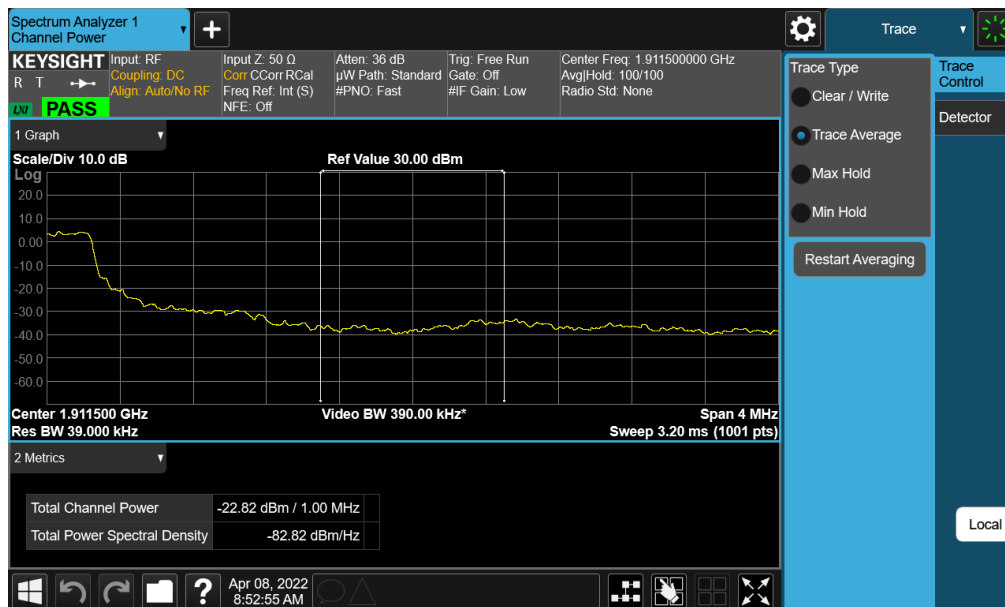 Spectrum Analyzer 1
Channel Power
Trace
KEYSIGHT
R T
LXI
PASS
Input: RF
Coupling: DC
Align: Auto/No RF
Input Z: 50 Ω
Corr CCorr RCal
Freq Ref: Int (S)
NFE: Off
Atten: 36 dB
µW Path: Standard
#PNO: Fast
Trig: Free Run
Gate: Off
#IF Gain: Low
Center Freq: 1.911500000 GHz
Avg|Hold: 100/100
Radio Std: None
Trace Type
Clear / Write
Trace Average
Max Hold
Min Hold
Restart Averaging
Trace
Control
Detector
Local
1 Graph
Scale/Div 10.0 dB
Ref Value 30.00 dBm
Log
20.0
10.0
0.00
-10.0
-20.0
-30.0
-40.0
-50.0
-60.0
Center 1.911500 GHz
Video BW 390.00 kHz*
Span 4 MHz
Res BW 39.000 kHz
Sweep 3.20 ms (1001 pts)
2 Metrics
Total Channel Power -22.82 dBm / 1.00 MHz
Total Power Spectral Density -82.82 dBm/Hz
?
Apr 08, 2022
8:52:55 AM